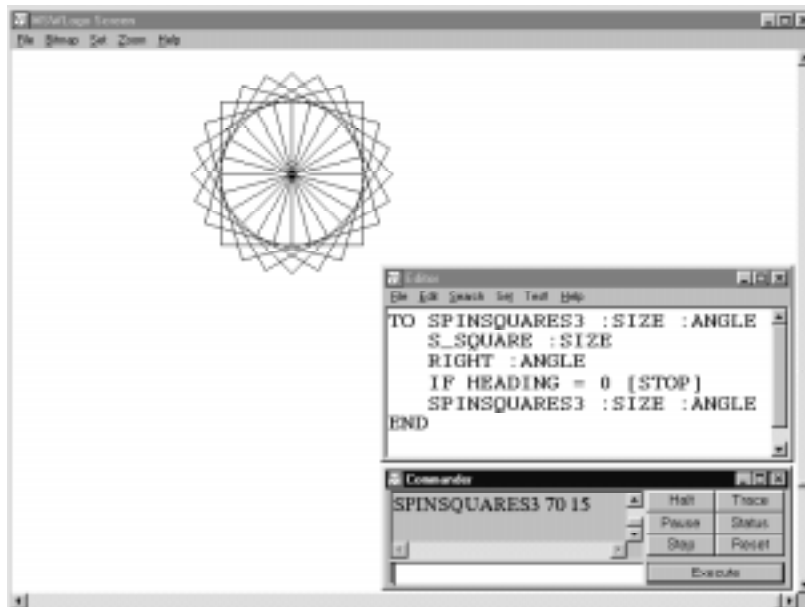 MSWLogo Screen
File Bitmap Set Zoom Help
Editor
File Edit Search Set Test! Help
TO SPINSQUARES3 :SIZE :ANGLE
S_SQUARE :SIZE
RIGHT :ANGLE
IF HEADING = 0 [STOP]
SPINSQUARES3 :SIZE :ANGLE
END
Commander
SPINSQUARES3 70 15
Halt Trace
Pause Status
Step Reset
Execute